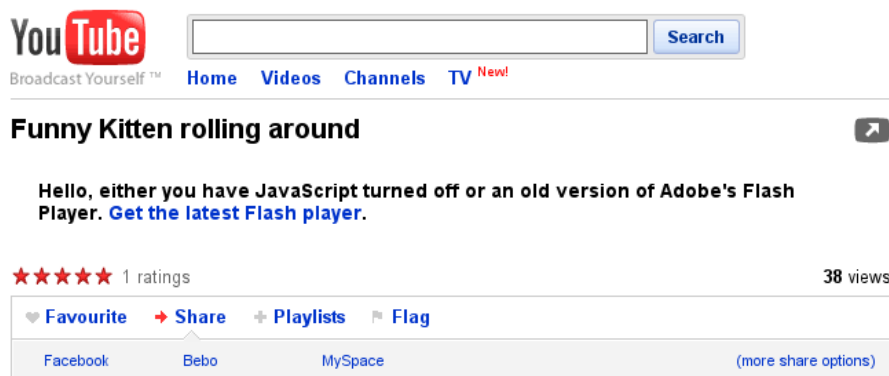 YouTube
Search
Broadcast Yourself ™
Home Videos Channels TV New!
Funny Kitten rolling around
Hello, either you have JavaScript turned off or an old version of Adobe's Flash
Player. Get the latest Flash player.
1 ratings
38 views
Favourite Share Playlists Flag
Facebook Bebo MySpace (more share options)